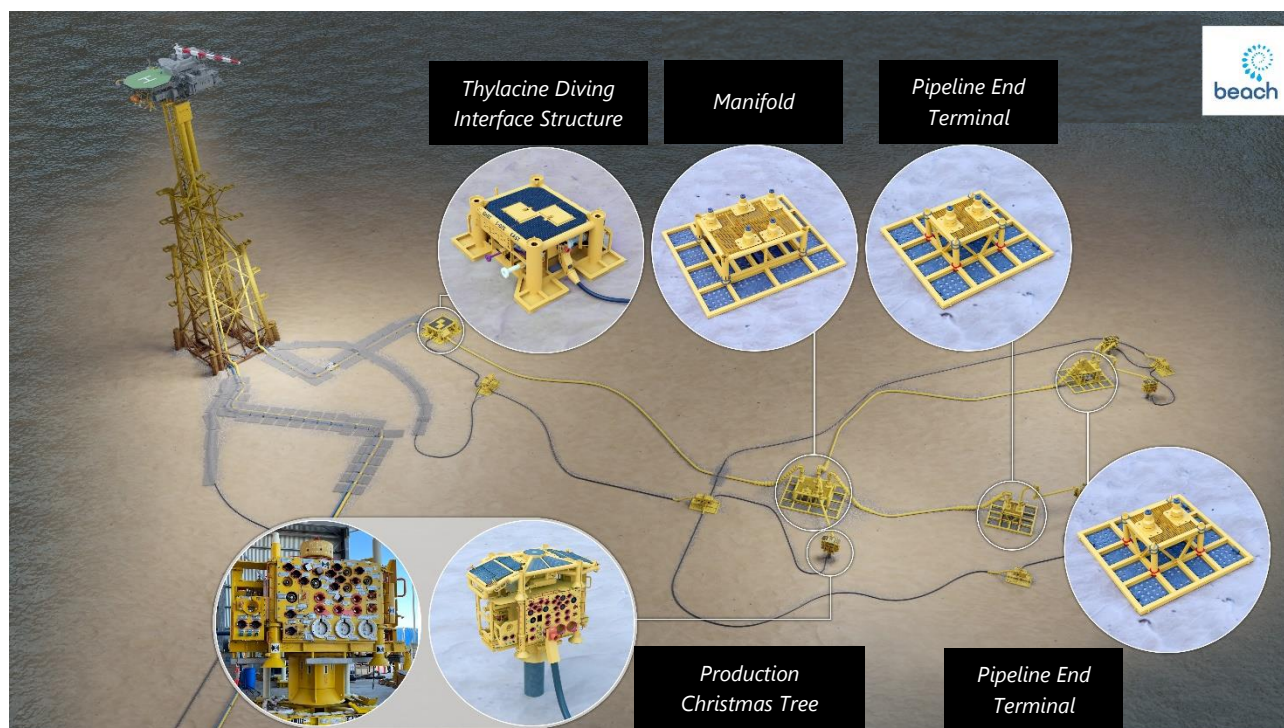 H
Thylacine Diving
Interface Structure
Manifold
Pipeline End
Terminal
beach
Production
Christmas Tree
Pipeline End
Terminal